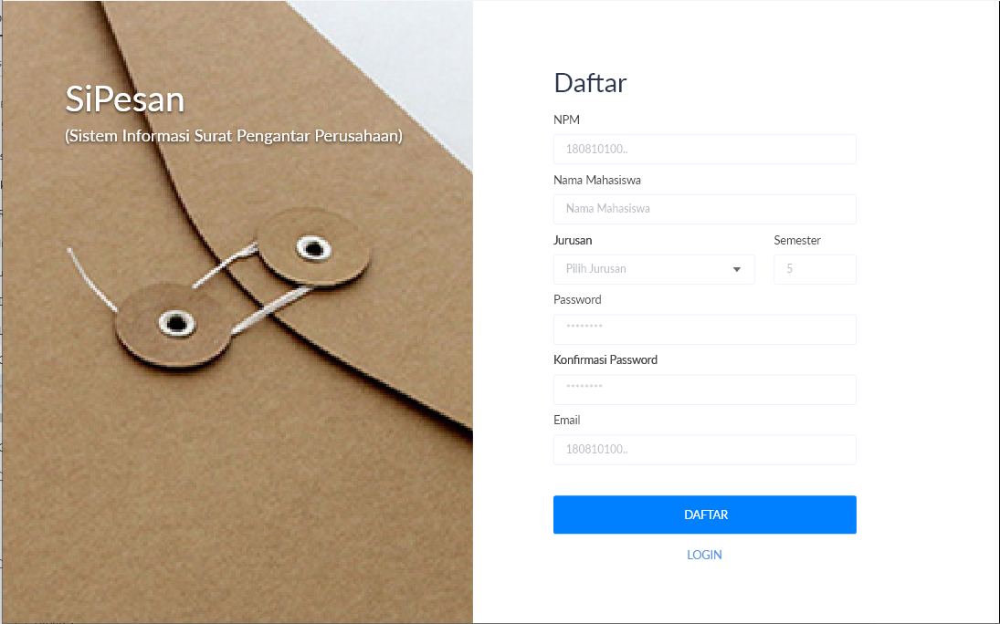 SiPesan
(Sistem Informasi Surat Pengantar Perusahaan)
Daftar
NPM
180810100..
Nama Mahasiswa
Nama Mahasiswa
Jurusan
Semester
Pilih Jurusan
5
Password
********
Konfirmasi Password
********
Email
180810100..
DAFTAR
LOGIN